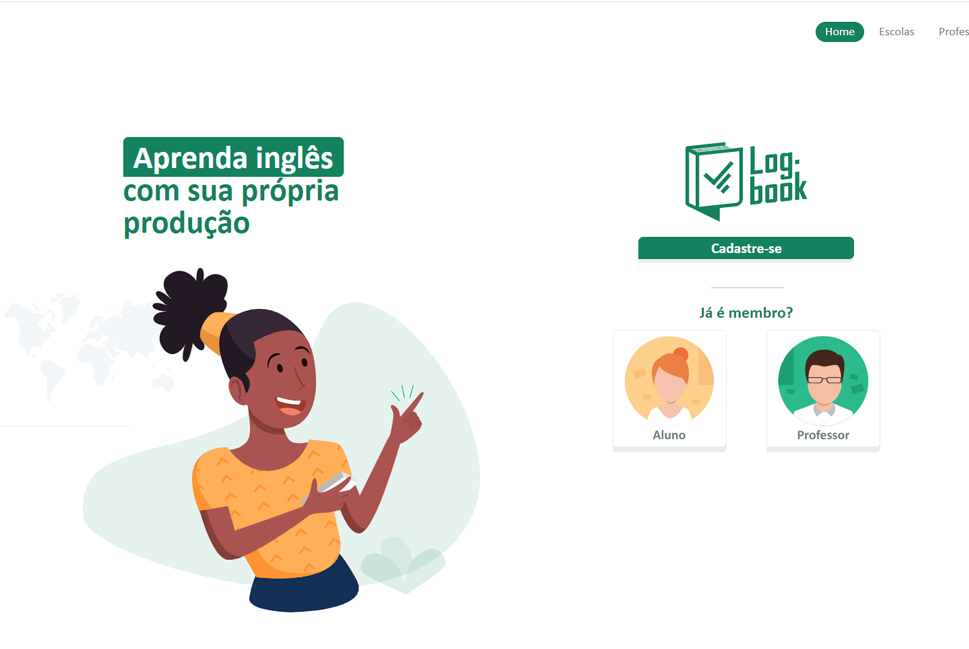 Home Escolas
Aprenda inglês
com sua própria
produção
Log.
book
Cadastre-se
Já é membro?
Aluno Professor